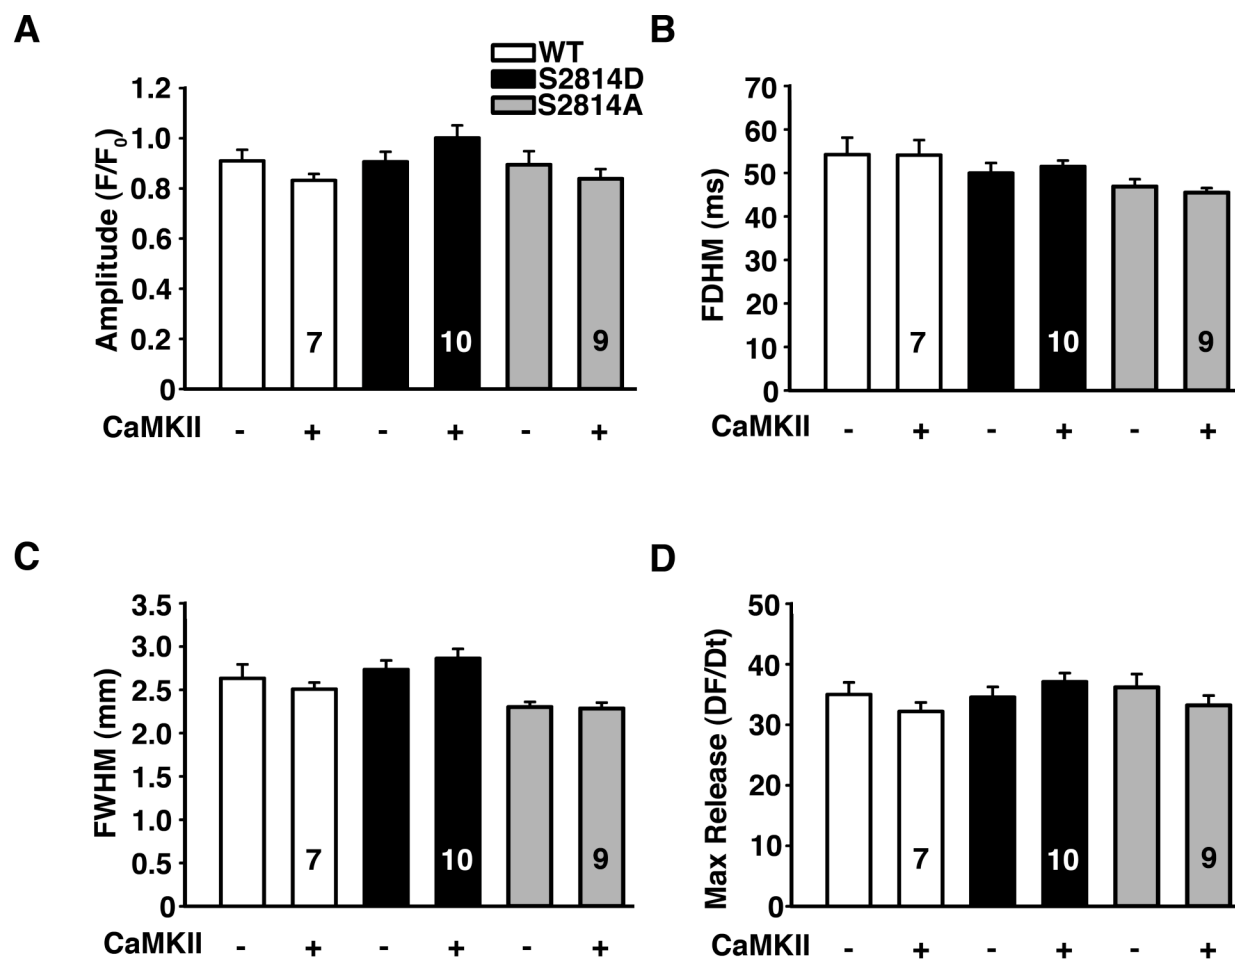 A
WT
S2814D
S2814A
Amplitude (F/F0)
1.2
1.0
0.8
0.6
0.4
0.2
0
7
10
9
CaMKII - + - + - +
B
FDHM (ms)
70
60
50
40
30
20
10
0
7
10
9
CaMKII - + - + - +
C
FWHM (mm)
3.5
3.0
2.5
2.0
1.5
1.0
0.5
0
7
10
9
CaMKII - + - + - +
D
Max Release (DF/Dt)
50
40
30
20
10
0
7
10
9
CaMKII - + - + - +